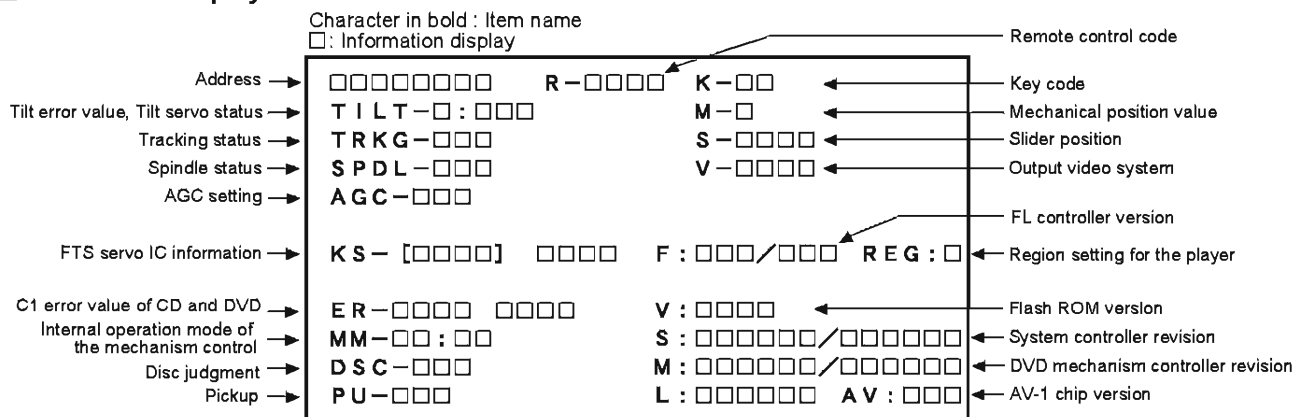 Character in bold : Item name
□: Information display
Remote control code
Address □□□□□□□□ R–□□□□ K–□□ Key code
Tilt error value, Tilt servo status TILT–□:□□□ M–□ Mechanical position value
Tracking status TRKG–□□□ S–□□□□ Slider position
Spindle status SPDL–□□□ V–□□□□ Output video system
AGC setting AGC–□□□
FL controller version
FTS servo IC information KS– [□□□□] □□□□ F:□□□/□□□ REG:□ Region setting for the player
C1 error value of CD and DVD ER–□□□□ □□□□ V:□□□□ Flash ROM version
Internal operation mode of
the mechanism control MM–□□:□□ S:□□□□□□/□□□□□□ System controller revision
Disc judgment DSC–□□□ M:□□□□□□/□□□□□□ DVD mechanism controller revision
Pickup PU–□□□ L:□□□□□□ AV:□□□ AV-1 chip version